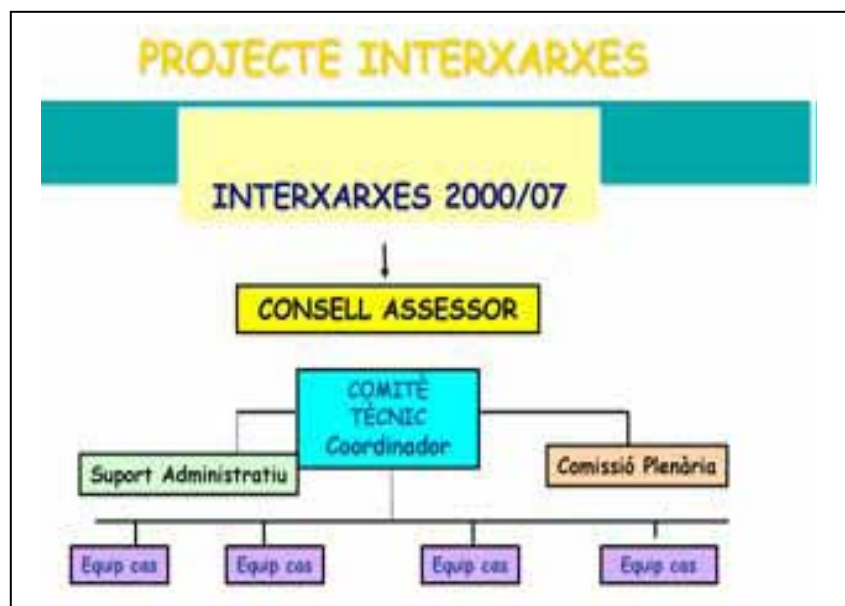 PROJECTE INTERXARXES
INTERXARXES 2000/07
CONSELL ASSESSOR
COMITÈ
TÈCNIC
Coordinador
Suport Administratiu
Comissió Plenària
Equip cas
Equip cas
Equip cas
Equip cas